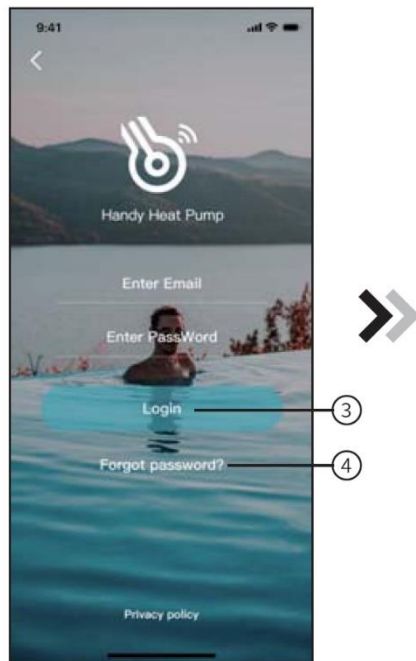 9:41
Handy Heat Pump
Enter Email
Enter PassWord
Login
3
Forgot password?
4
Privacy policy